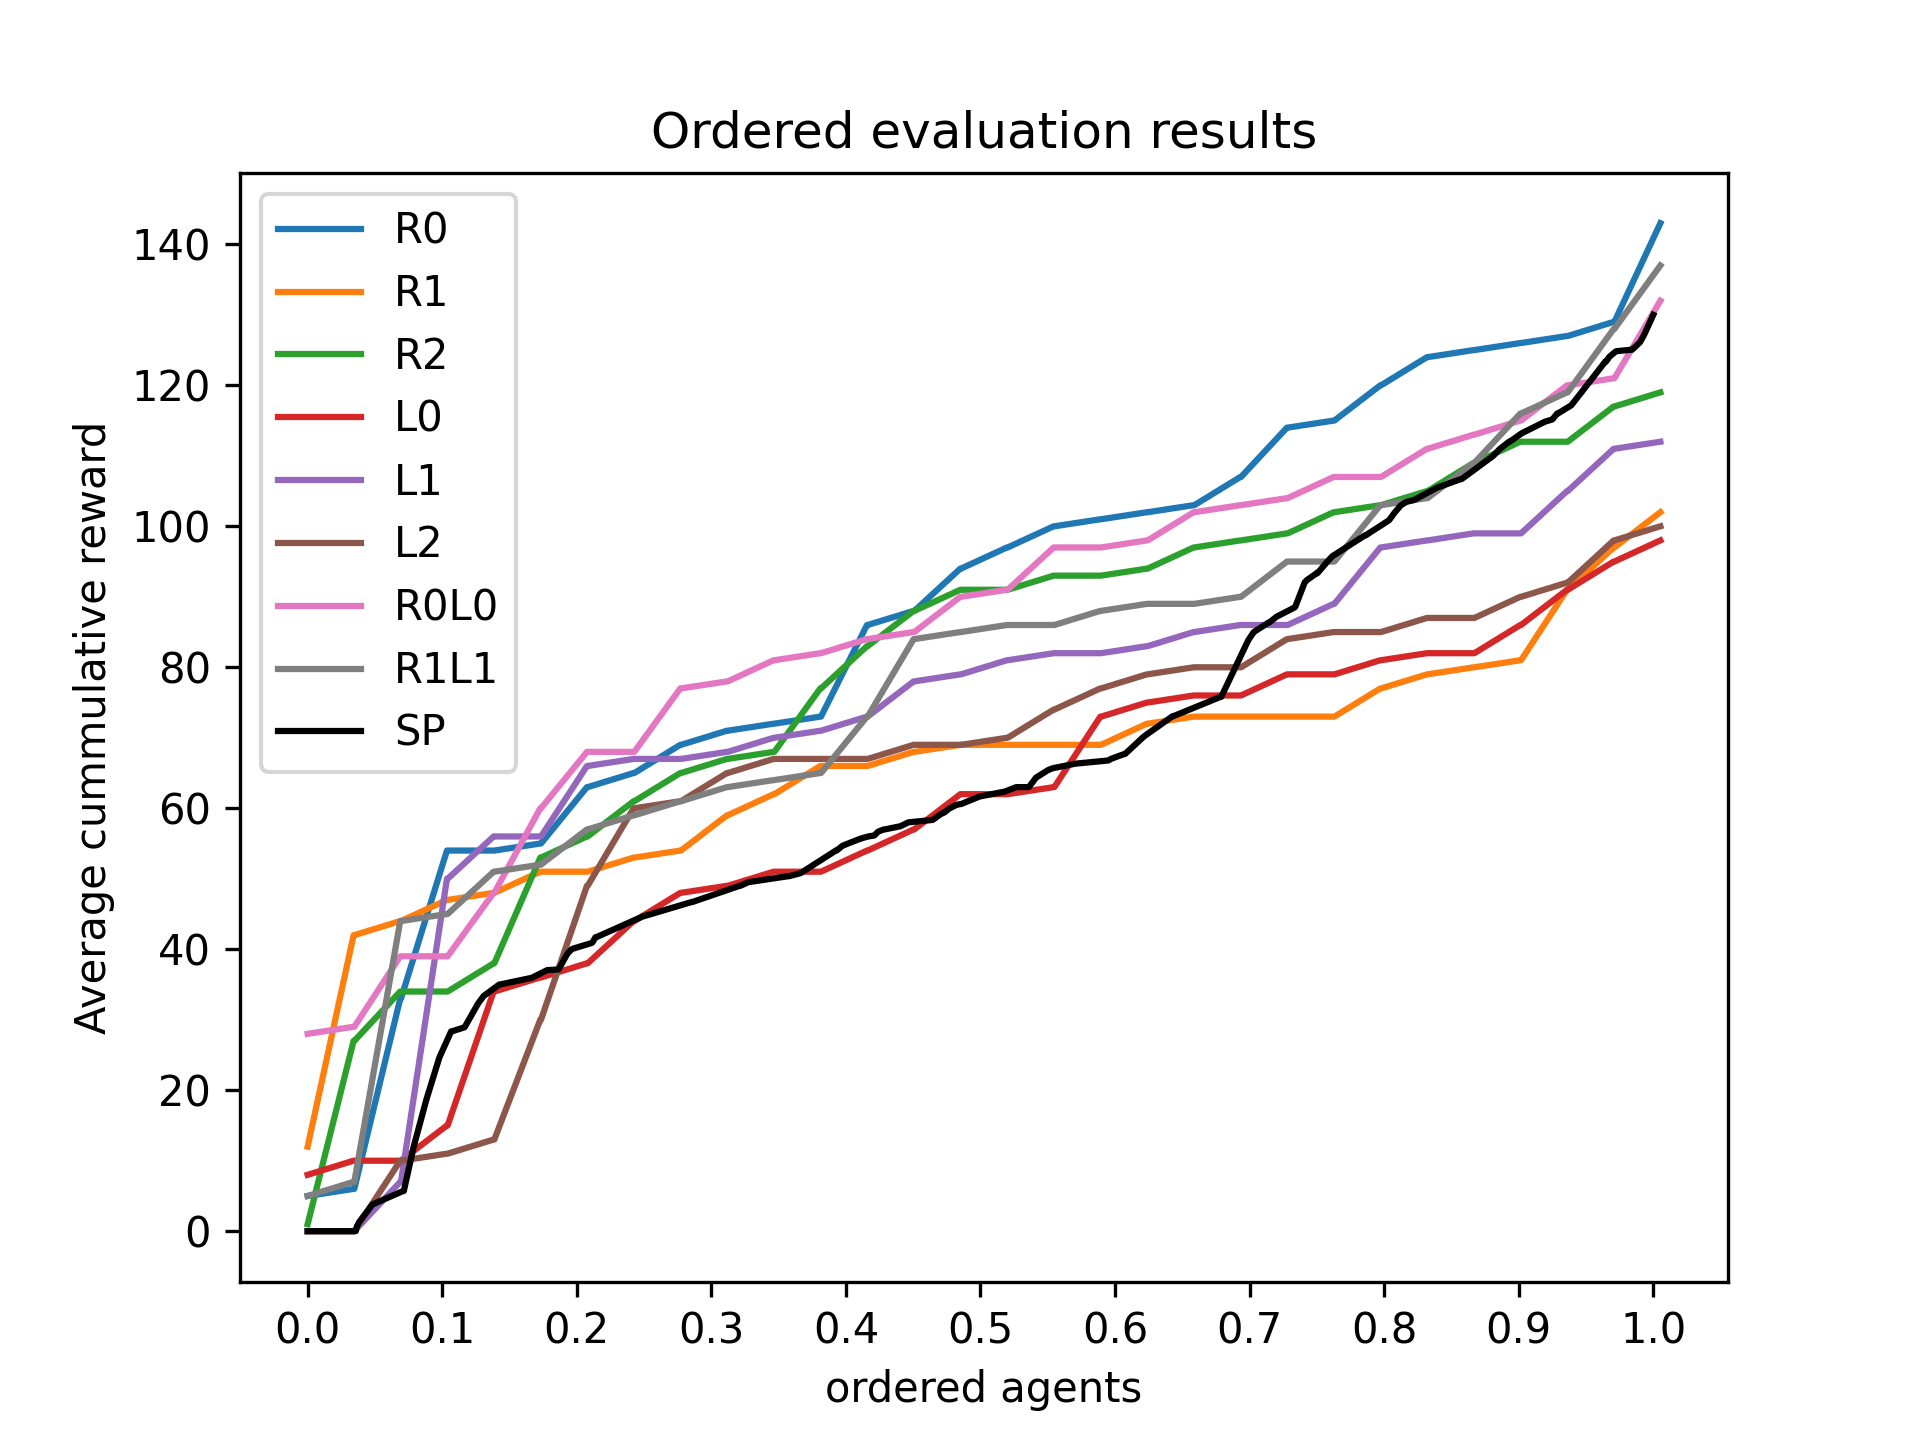 Ordered evaluation results
R0
R1
R2
L0
L1
L2
R0L0
R1L1
SP
140
120
100
80
60
40
20
0
Average cummulative reward
0.0 0.1 0.2 0.3 0.4 0.5 0.6 0.7 0.8 0.9 1.0
ordered agents